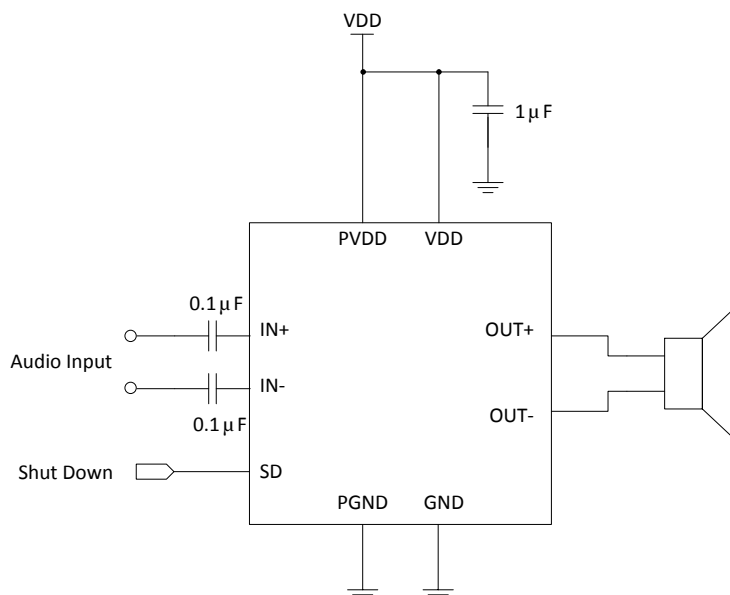 VDD
1μF
PVDD
VDD
0.1μF
IN+
OUT+
Audio Input
IN-
OUT-
0.1μF
Shut Down
SD
PGND
GND